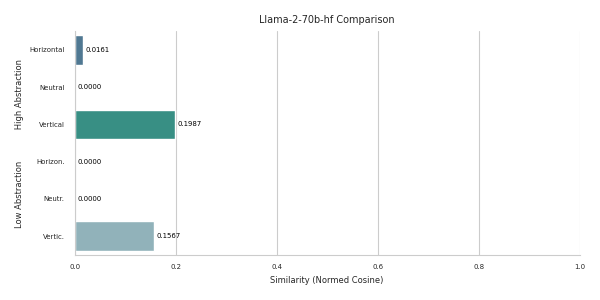 Llama-2-70b-hf Comparison
High Abstraction
Horizontal 0.0161
Neutral 0.0000
Vertical 0.1987
Low Abstraction
Horizon. 0.0000
Neutr. 0.0000
Vertic. 0.1567
0.0 0.2 0.4 0.6 0.8 1.0
Similarity (Normed Cosine)